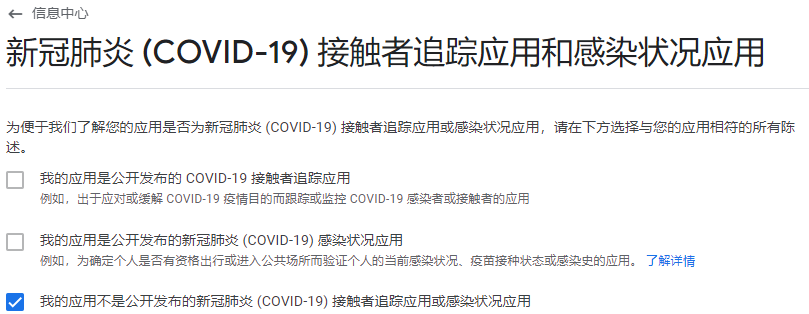 ← 信息中心
新冠肺炎 (COVID-19) 接触者追踪应用和感染状况应用
为便于我们了解您的应用是否为新冠肺炎 (COVID-19) 接触者追踪应用或感染状况应用，请在下方选择与您的应用相符的所有陈
述。
我的应用是公开发布的 COVID-19 接触者追踪应用
例如，出于应对或缓解 COVID-19 疫情目的而跟踪或监控 COVID-19 感染者或接触者的应用
我的应用是公开发布的新冠肺炎 (COVID-19) 感染状况应用
例如，为确定个人是否有资格出行或进入公共场所而验证个人的当前感染状况、疫苗接种状态或感染史的应用。 了解详情
我的应用不是公开发布的新冠肺炎 (COVID-19) 接触者追踪应用或感染状况应用